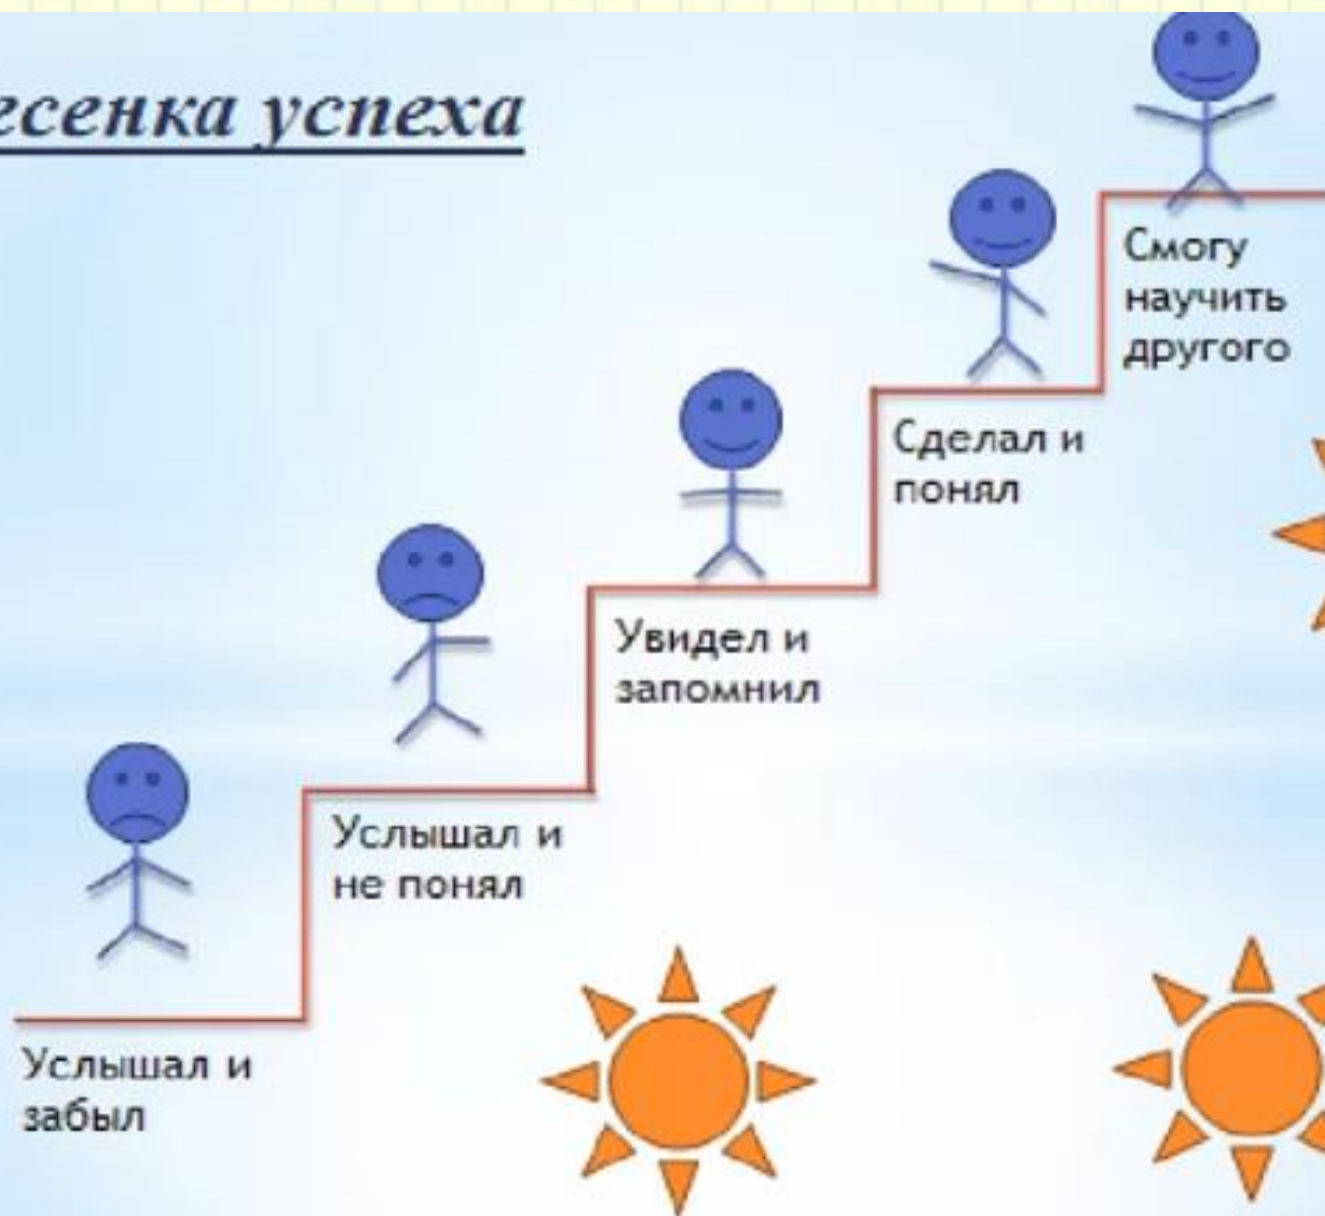 есенка успеха
Смогу
научить
другого
Сделал и
понял
Увидел и
запомнил
Услышал и
не понял
Услышал и
забыл